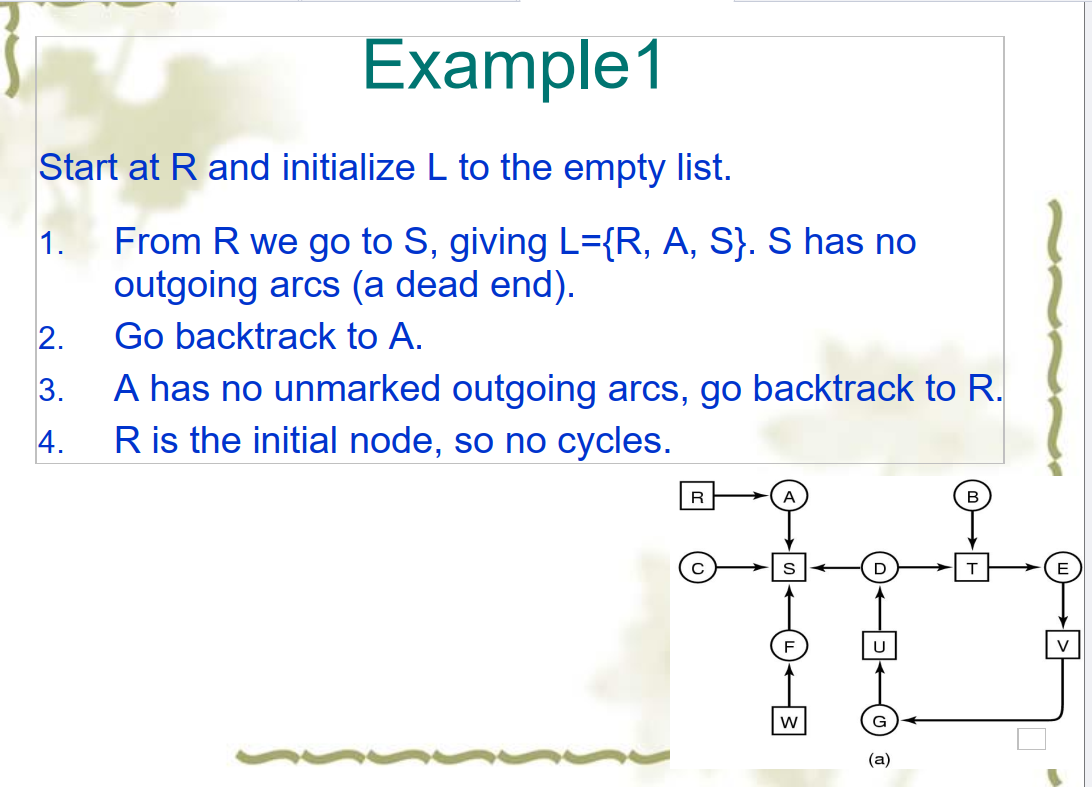 Example1
Start at R and initialize L to the empty list.
1. From R we go to S, giving L={R, A, S}. S has no
outgoing arcs (a dead end).
2. Go backtrack to A.
3. A has no unmarked outgoing arcs, go backtrack to R.
4. R is the initial node, so no cycles.
R A B
C S D T E
F U V
W G
(a)